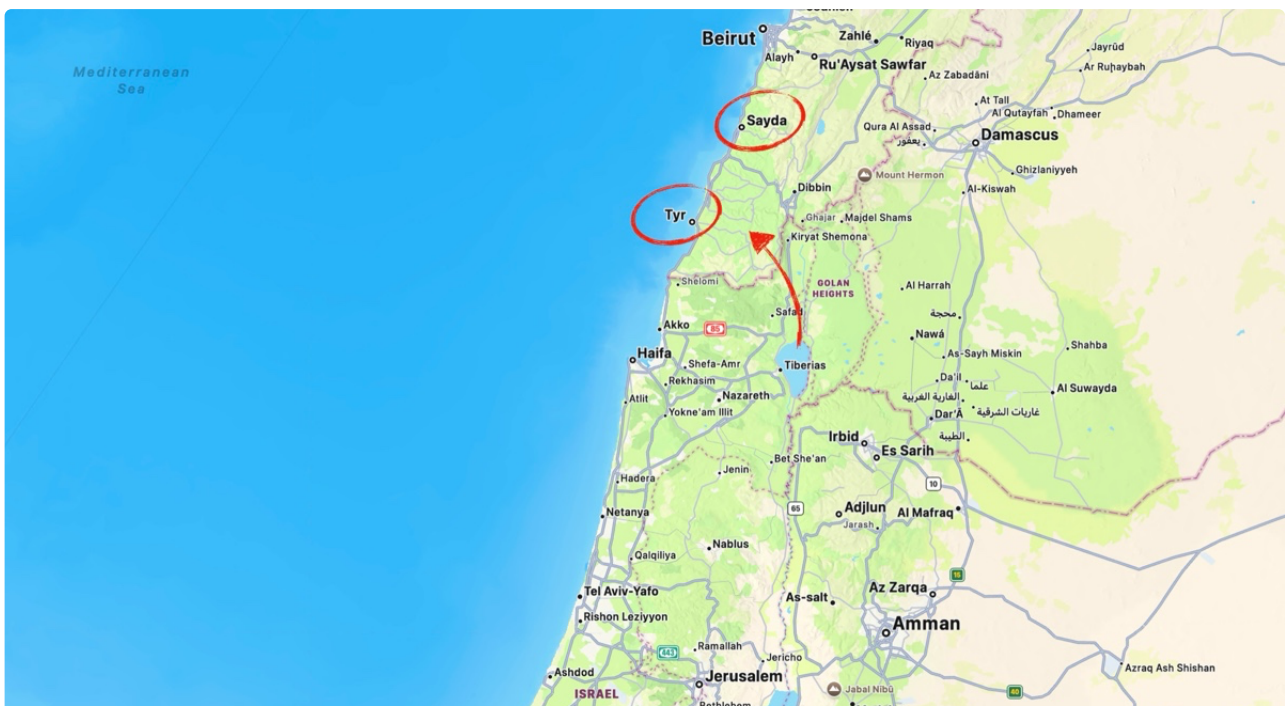 Beirut
Zahlé
Riyaq
Jayrūd
Alayh
Ru'Aysat Sawfar
Ar Ruḩaybah
Mediterranean
Sea
Az Zabadānī
At Tall
Al Qutayfah
Dhameer
Sayda
Qura Al Assad
Damascus
يعفور
Ghizlaniyyeh
Mount Hermon
Dibbin
Al-Kiswah
Tyr
Ghajar
Majdel Shams
Kiryat Shemona
GOLAN
HEIGHTS
Shelomi
Al Harrah
Safad
محجة
Akko
85
Nawá
Shahba
Haifa
As-Sayh Miskin
Shefa-Amr
Tiberias
Rekhasim
Da'il
علما
Al Suwayda
Atlit
Nazareth
الغارية الغربية
Yokne'am Illit
Dar'Ā
غاريات الشرقية
Irbid
الطيبة
Es Sarih
Bet She'an
Jenin
Hadera
10
65
Adjlun
Al Mafraq
Netanya
Jarash
Nablus
Qalqiliya
15
Tel Aviv-Yafo
As-salt
Az Zarqa
Rishon Leziyyon
Amman
443
Ramallah
Jericho
Azraq Ash Shishan
Ashdod
Jerusalem
ISRAEL
Jabal Nibū
40